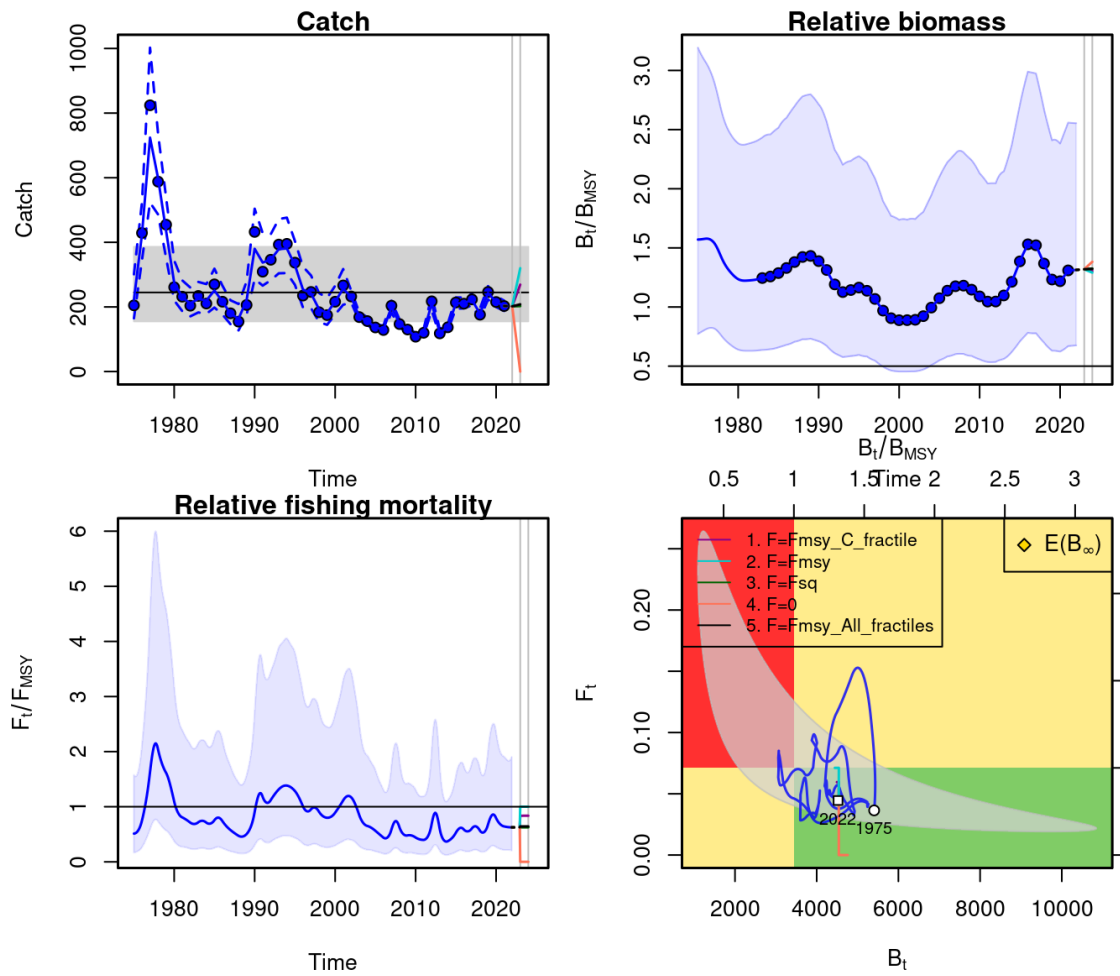 Catch
Catch
0 200 400 600 800 1000
1980 1990 2000 2010 2020
Time
Relative biomass
Bₜ/B_MSY
0.5 1.0 1.5 2.0 2.5 3.0
1980 1990 2000 2010 2020
Time
Relative fishing mortality
Fₜ/F_MSY
0 1 2 3 4 5 6
1980 1990 2000 2010 2020
Time
Bₜ/B_MSY
0.5 1 1.5 2 2.5 3
1. F=Fmsy_C_fractile
2. F=Fmsy
3. F=Fsq
4. F=0
5. F=Fmsy_All_fractiles
E(B∞)
2022
1975
Fₜ
0.00 0.10 0.20
2000 4000 6000 8000 10000
Bₜ